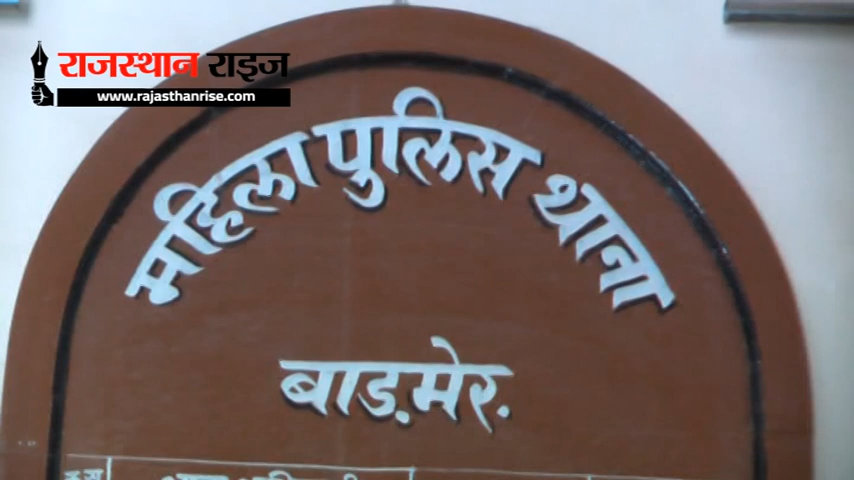 राजस्थान राइज
www.rajasthanrise.com
महिला पुलिस थाना
बाड़मेर.